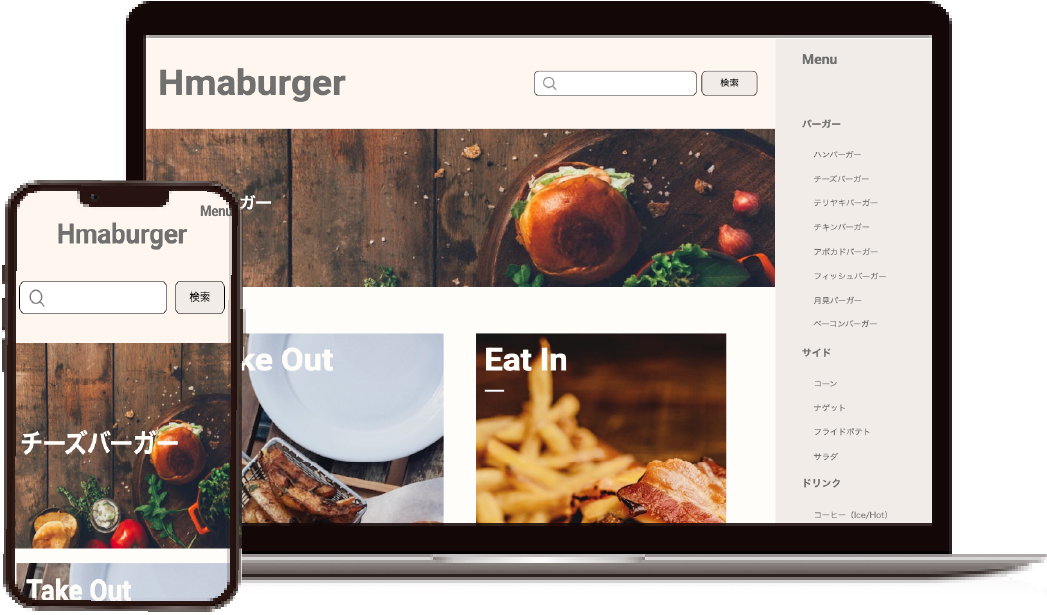 Hmaburger
検索
ガー
ke Out
Eat In
Menu
バーガー
ハンバーガー
チーズバーガー
テリヤキバーガー
チキンバーガー
アボカドバーガー
フィッシュバーガー
月見バーガー
ベーコンバーガー
サイド
コーン
ナゲット
フライドポテト
サラダ
ドリンク
コーヒー（Ice/Hot）
Menu
Hmaburger
検索
チーズバーガー
Take Out